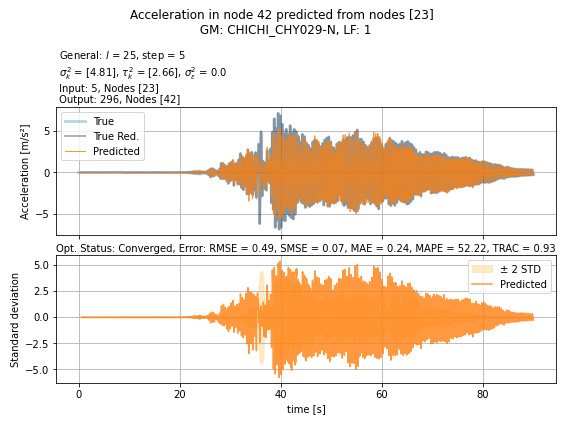 Acceleration in node 42 predicted from nodes [23]
GM: CHICHI_CHY029-N, LF: 1
General: l = 25, step = 5
σ²ₖ = [4.81], τ²ₖ = [2.66], σ²_ε = 0.0
Input: 5, Nodes [23]
Output: 296, Nodes [42]
Acceleration [m/s²]
5
0
−5
True
True Red.
Predicted
Opt. Status: Converged, Error: RMSE = 0.49, SMSE = 0.07, MAE = 0.24, MAPE = 52.22, TRAC = 0.93
Standard deviation
5.0
2.5
0.0
−2.5
−5.0
± 2 STD
Predicted
0 20 40 60 80
time [s]